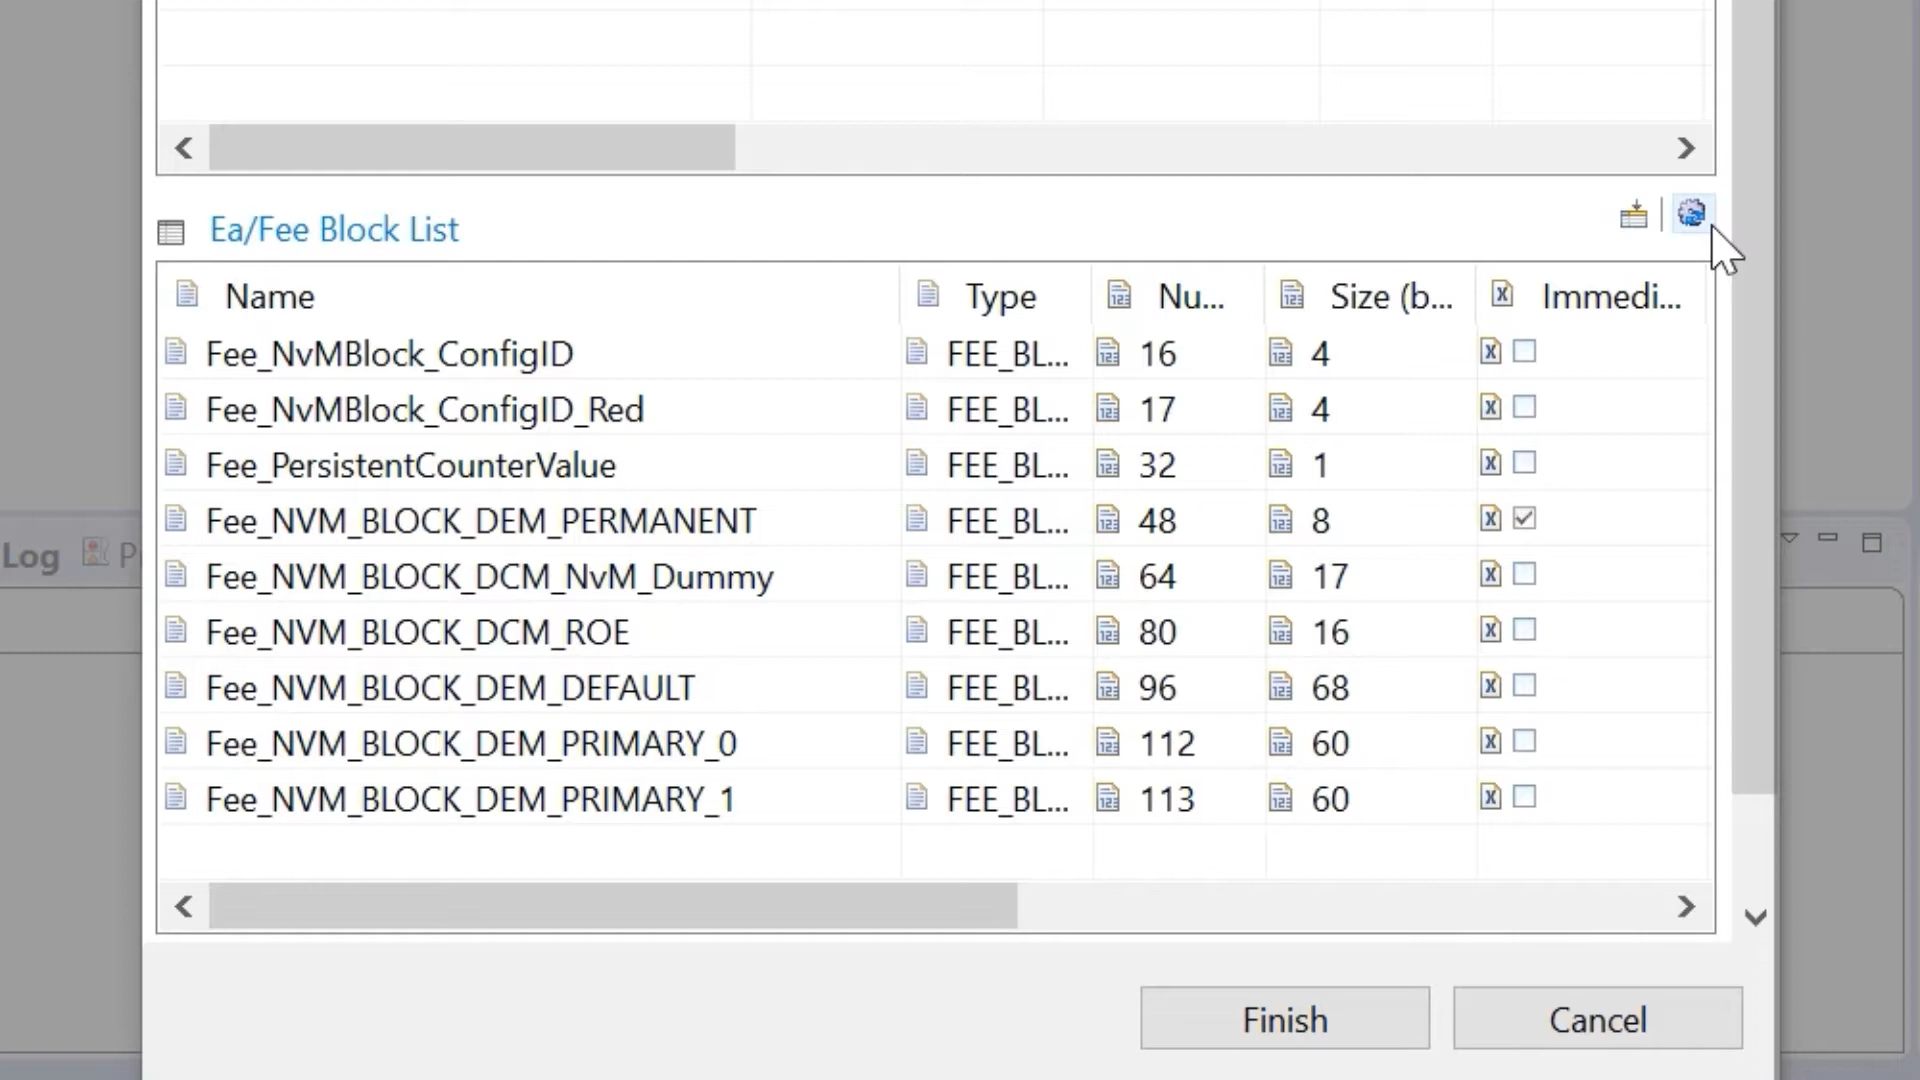 Ea/Fee Block List
Name Type Nu... Size (b... Immedi...
Fee_NvMBlock_ConfigID FEE_BL... 16 4
Fee_NvMBlock_ConfigID_Red FEE_BL... 17 4
Fee_PersistentCounterValue FEE_BL... 32 1
Fee_NVM_BLOCK_DEM_PERMANENT FEE_BL... 48 8
Log P
Fee_NVM_BLOCK_DCM_NvM_Dummy FEE_BL... 64 17
Fee_NVM_BLOCK_DCM_ROE FEE_BL... 80 16
Fee_NVM_BLOCK_DEM_DEFAULT FEE_BL... 96 68
Fee_NVM_BLOCK_DEM_PRIMARY_0 FEE_BL... 112 60
Fee_NVM_BLOCK_DEM_PRIMARY_1 FEE_BL... 113 60
Finish Cancel